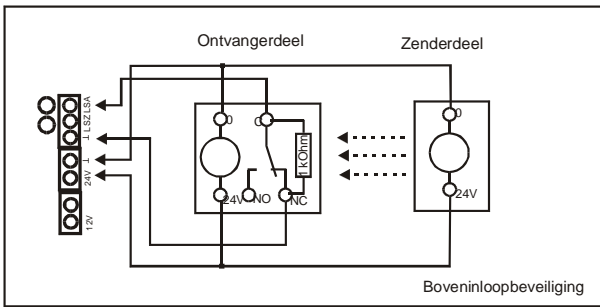 Ontvangerdeel
Zenderdeel
LSA
LSZ
⊥
⊥
24V
12V
0
C
1 kOhm
24V
NO
NC
0
24V
Boveninloopbeveiliging